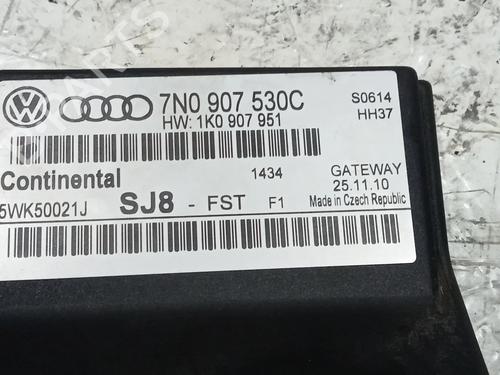 7N0 907 530C
HW: 1K0 907 951
S0614
HH37
Continental
1434
GATEWAY
25.11.10
5WK50021J
SJ8 - FST
F1
Made in Czech Republic